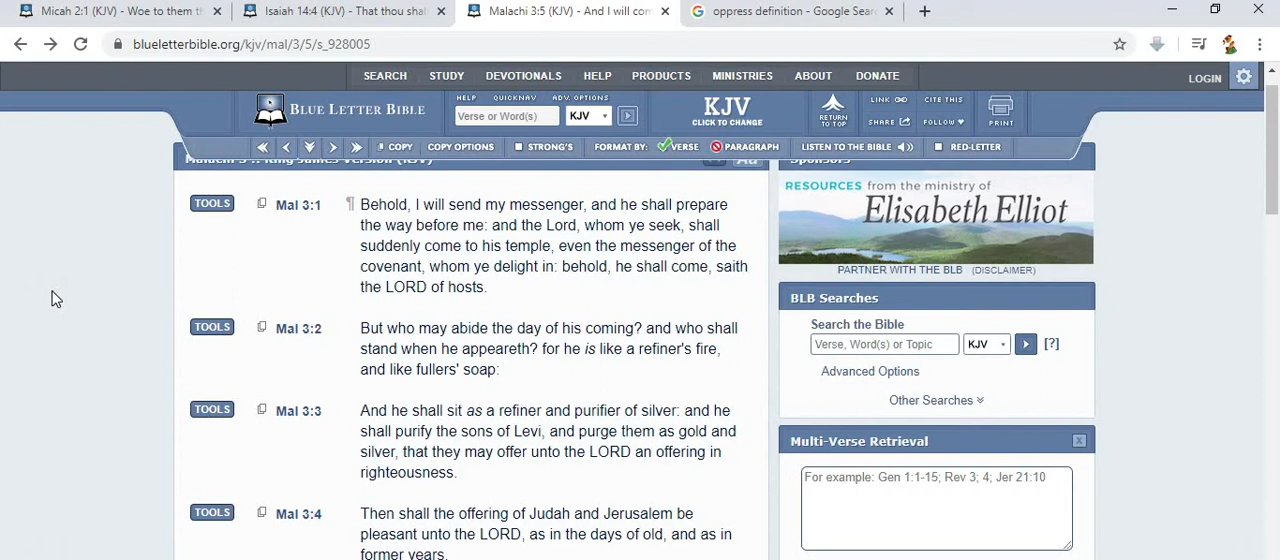 Micah 2:1 (KJV) - Woe to them th
Isaiah 14:4 (KJV) - That thou shal
Malachi 3:5 (KJV) - And I will com
oppress definition - Google Sear
blueletterbible.org/kjv/mal/3/5/s_928005
SEARCH STUDY DEVOTIONALS HELP PRODUCTS MINISTRIES ABOUT DONATE
LOGIN
BLUE LETTER BIBLE
HELP QUICKNAV ADV. OPTIONS
Verse or Word(s) KJV
KJV
CLICK TO CHANGE
RETURN
TO TOP
LINK CITE THIS
SHARE FOLLOW
PRINT
COPY COPY OPTIONS STRONG'S FORMAT BY: VERSE PARAGRAPH LISTEN TO THE BIBLE RED-LETTER
Malachi 3 :: King James Version (KJV)
Aa
TOOLS Mal 3:1 ¶ Behold, I will send my messenger, and he shall prepare
the way before me: and the Lord, whom ye seek, shall
suddenly come to his temple, even the messenger of the
covenant, whom ye delight in: behold, he shall come, saith
the LORD of hosts.
TOOLS Mal 3:2 But who may abide the day of his coming? and who shall
stand when he appeareth? for he is like a refiner's fire,
and like fullers' soap:
TOOLS Mal 3:3 And he shall sit as a refiner and purifier of silver: and he
shall purify the sons of Levi, and purge them as gold and
silver, that they may offer unto the LORD an offering in
righteousness.
TOOLS Mal 3:4 Then shall the offering of Judah and Jerusalem be
pleasant unto the LORD, as in the days of old, and as in
former years.
Sponsors
RESOURCES from the ministry of
Elisabeth Elliot
PARTNER WITH THE BLB (DISCLAIMER)
BLB Searches
Search the Bible
Verse, Word(s) or Topic KJV [?]
Advanced Options
Other Searches
Multi-Verse Retrieval x
For example: Gen 1:1-15; Rev 3; 4; Jer 21:10